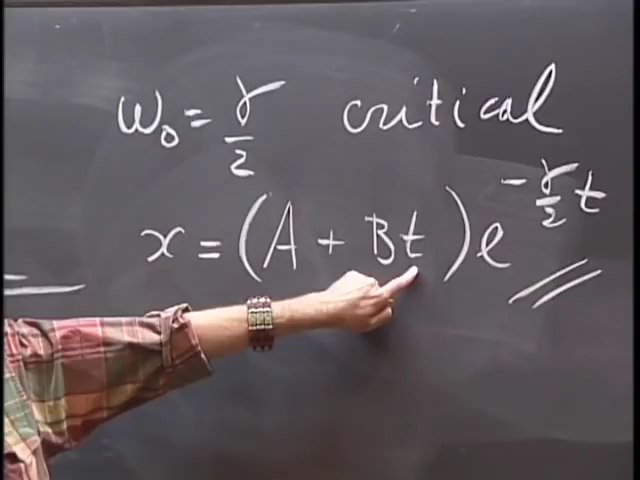 ω₀ = γ/2 critical
x = (A + Bt) e^(-γ/2 t)